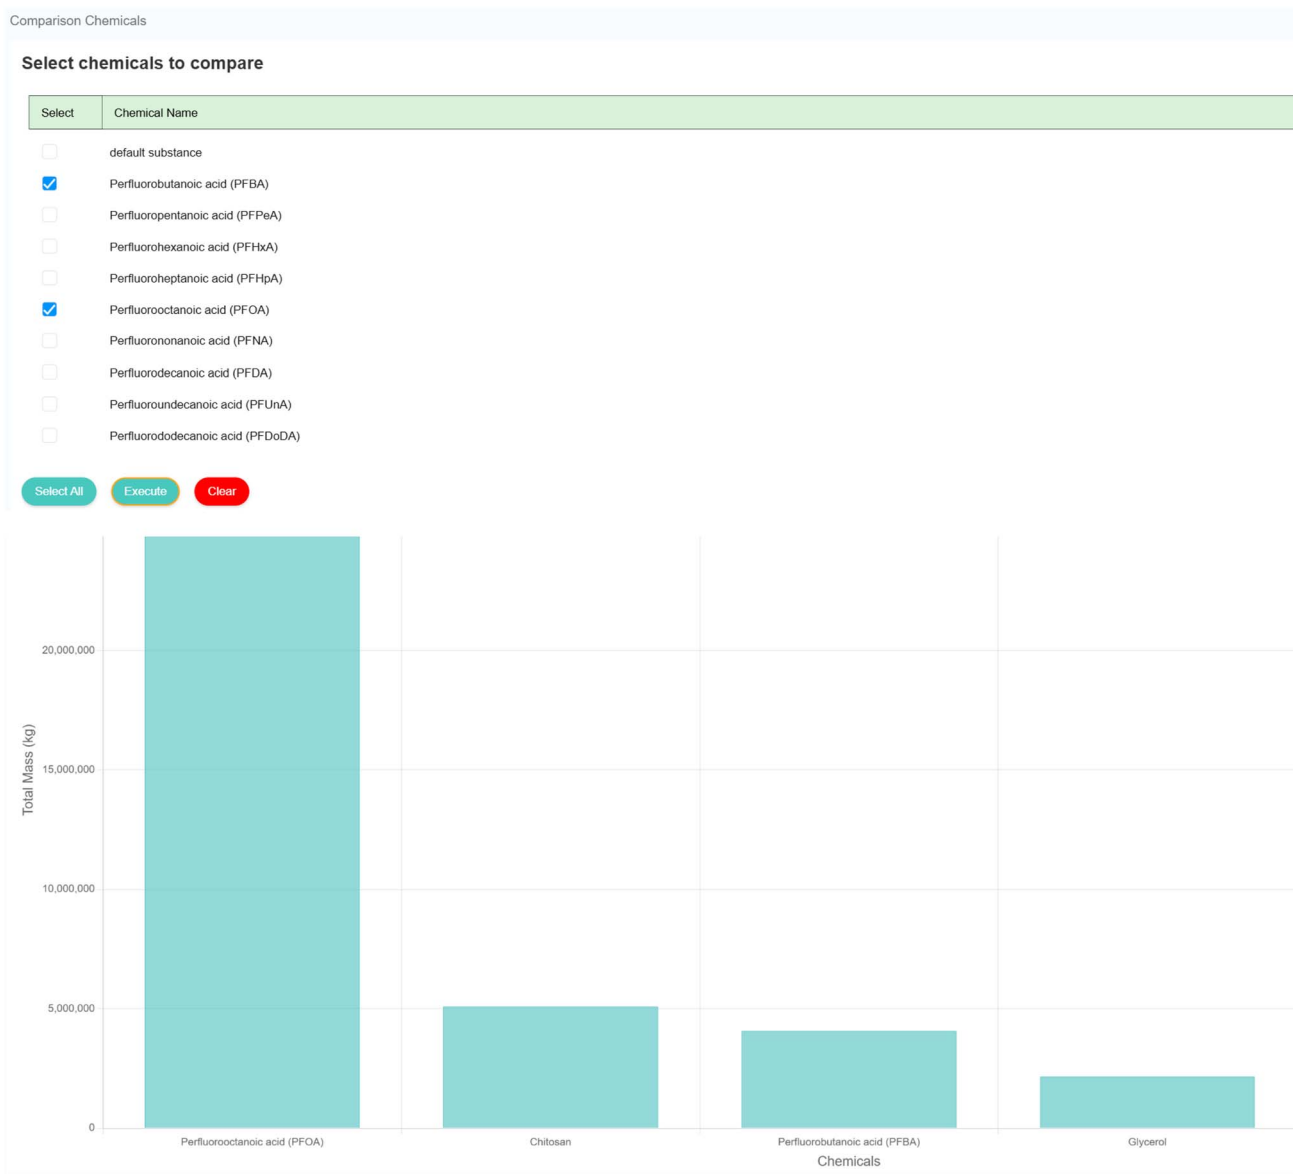 Comparison Chemicals
Select chemicals to compare
Select Chemical Name
default substance
Perfluorobutanoic acid (PFBA)
Perfluoropentanoic acid (PFPeA)
Perfluorohexanoic acid (PFHxA)
Perfluoroheptanoic acid (PFHpA)
Perfluorooctanoic acid (PFOA)
Perfluorononanoic acid (PFNA)
Perfluorodecanoic acid (PFDA)
Perfluoroundecanoic acid (PFUnA)
Perfluorododecanoic acid (PFDoDA)
Select All Execute Clear
20,000,000
15,000,000
10,000,000
5,000,000
0
Total Mass (kg)
Perfluorooctanoic acid (PFOA) Chitosan Perfluorobutanoic acid (PFBA) Glycerol
Chemicals